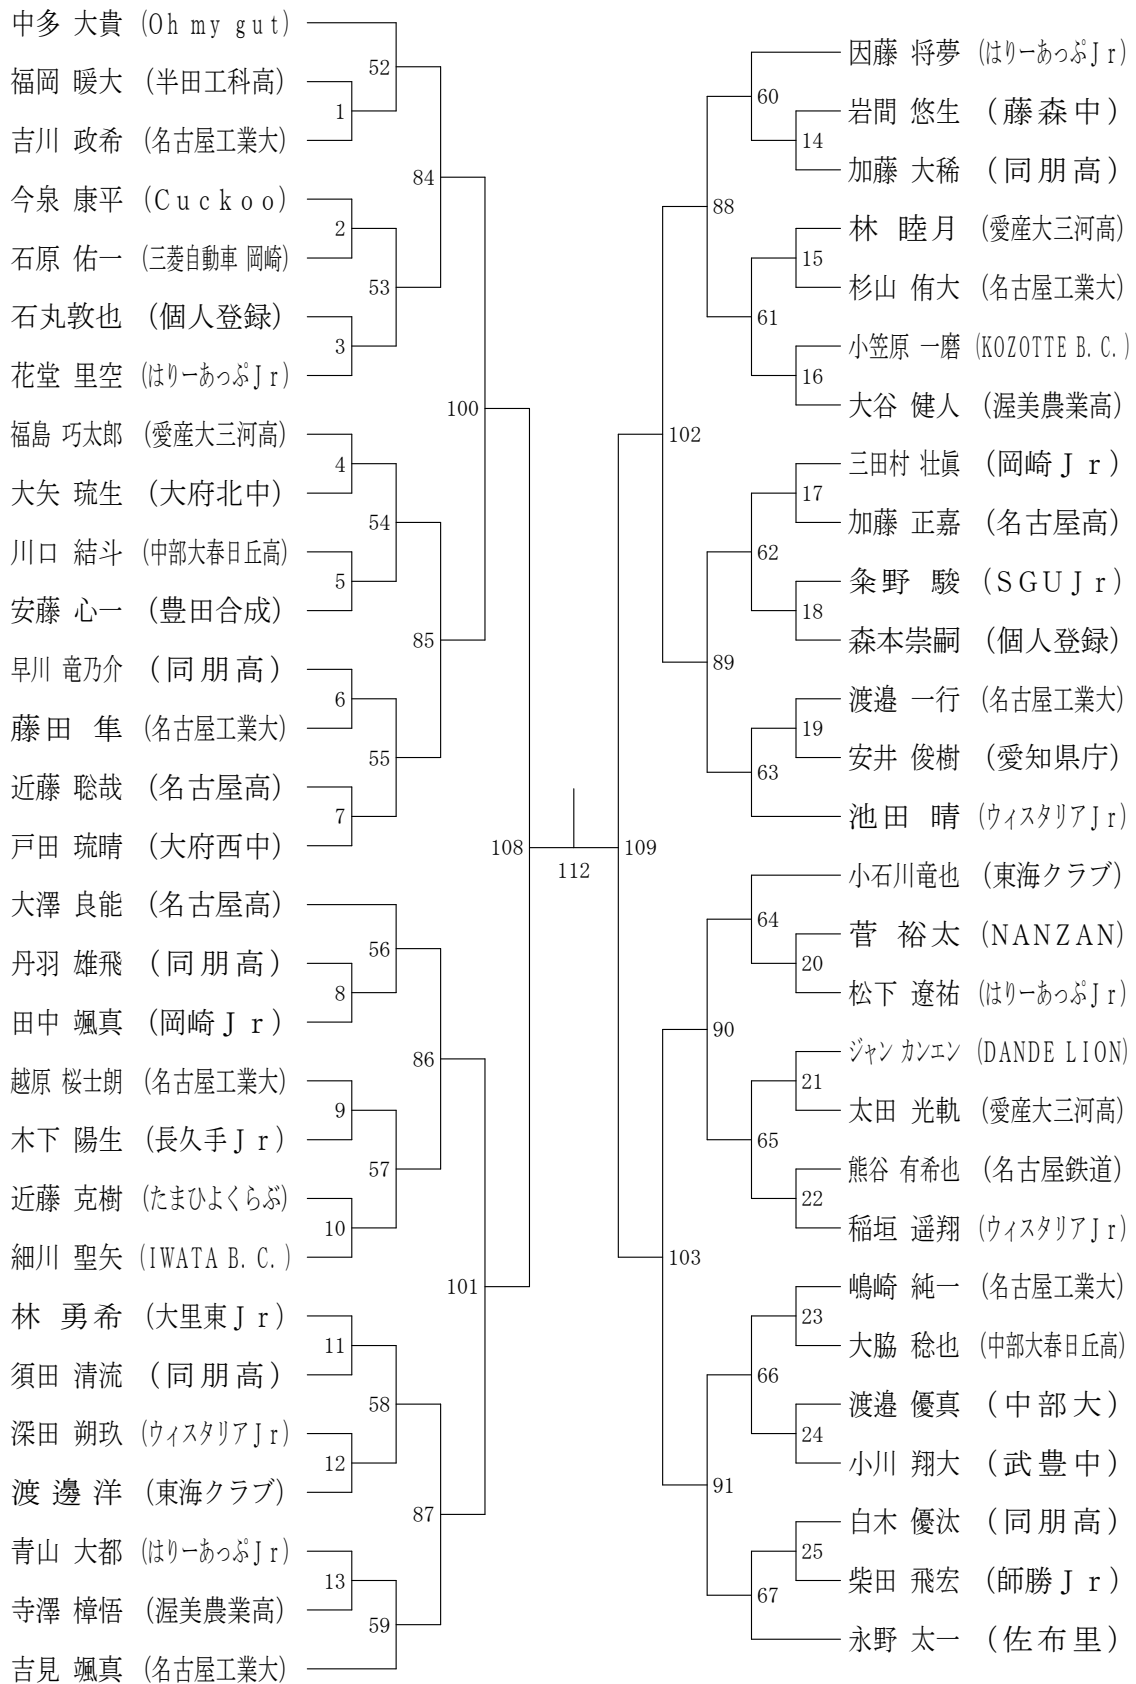 中多 大貴 (Oh my gut)
福岡 暖大 (半田工科高)
吉川 政希 (名古屋工業大)
今泉 康平 (Cuckoo)
石原 佑一 (三菱自動車 岡崎)
石丸敦也 (個人登録)
花堂 里空 (はりーあっぷJr)
福島 巧太郎 (愛産大三河高)
大矢 琉生 (大府北中)
川口 結斗 (中部大春日丘高)
安藤 心一 (豊田合成)
早川 竜乃介 (同朋高)
藤田 隼 (名古屋工業大)
近藤 聡哉 (名古屋高)
戸田 琉晴 (大府西中)
大澤 良能 (名古屋高)
丹羽 雄飛 (同朋高)
田中 颯真 (岡崎Jr)
越原 桜士朗 (名古屋工業大)
木下 陽生 (長久手Jr)
近藤 克樹 (たまひよくらぶ)
細川 聖矢 (IWATA B.C.)
林 勇希 (大里東Jr)
須田 清流 (同朋高)
深田 朔玖 (ウィスタリアJr)
渡邊洋 (東海クラブ)
青山 大都 (はりーあっぷJr)
寺澤 樟悟 (渥美農業高)
吉見 颯真 (名古屋工業大)
1
2
3
4
5
6
7
8
9
10
11
12
13
52
53
54
55
56
57
58
59
84
85
86
87
100
101
108
112
109
102
103
88
89
90
91
60
61
62
63
64
65
66
67
14
15
16
17
18
19
20
21
22
23
24
25
因藤 将夢 (はりーあっぷJr)
岩間 悠生 (藤森中)
加藤 大稀 (同朋高)
林 睦月 (愛産大三河高)
杉山 侑大 (名古屋工業大)
小笠原 一磨 (KOZOTTE B.C.)
大谷 健人 (渥美農業高)
三田村 壮眞 (岡崎Jr)
加藤 正嘉 (名古屋高)
粂野 駿 (SGUJr)
森本崇嗣 (個人登録)
渡邉 一行 (名古屋工業大)
安井 俊樹 (愛知県庁)
池田 晴 (ウィスタリアJr)
小石川竜也 (東海クラブ)
菅 裕太 (NANZAN)
松下 遼祐 (はりーあっぷJr)
ジャン カンエン (DANDE LION)
太田 光軌 (愛産大三河高)
熊谷 有希也 (名古屋鉄道)
稲垣 遥翔 (ウィスタリアJr)
嶋崎 純一 (名古屋工業大)
大脇 稔也 (中部大春日丘高)
渡邉 優真 (中部大)
小川 翔大 (武豊中)
白木 優汰 (同朋高)
柴田 飛宏 (師勝Jr)
永野 太一 (佐布里)